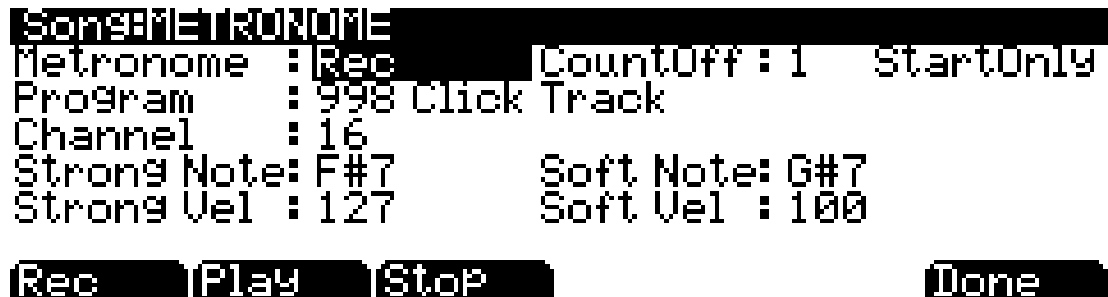 Song:METRONOME
Metronome :Rec CountOff:1 StartOnly
Program :998 Click Track
Channel :16
Strong Note:F#7 Soft Note:G#7
Strong Vel :127 Soft Vel :100
Rec Play Stop Done